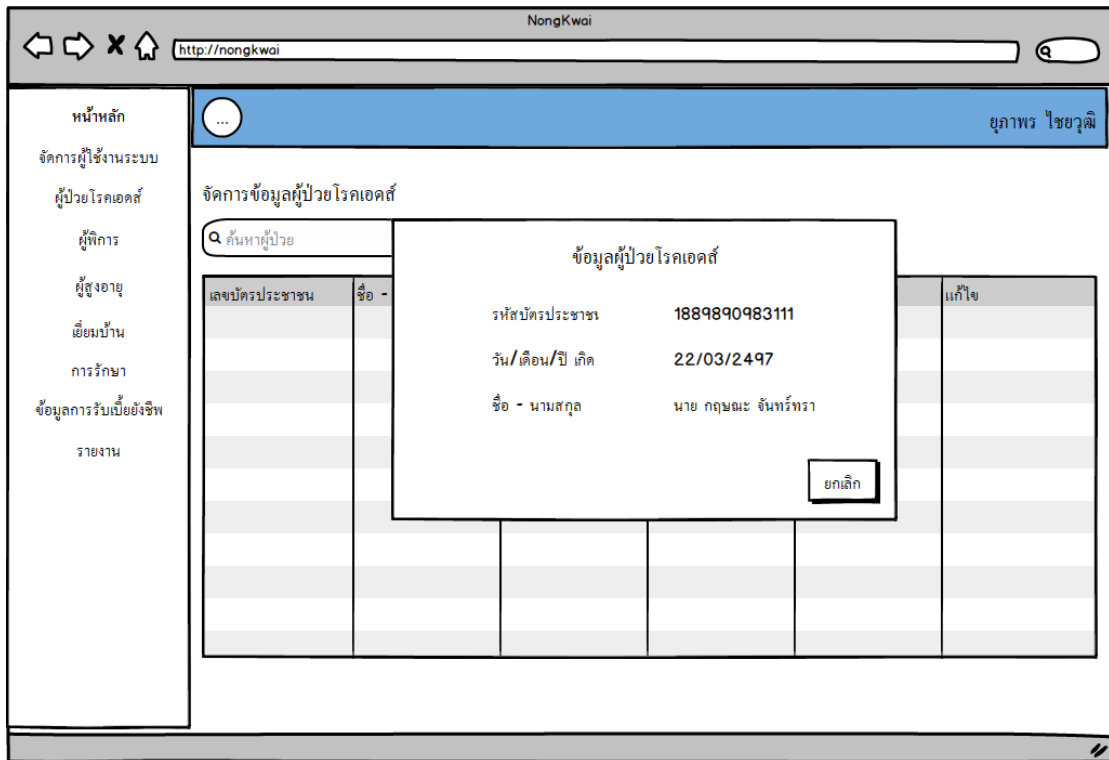 NongKwai
http://nongkwai
หน้าหลัก
จัดการผู้ใช้งานระบบ
ผู้ป่วยโรคเอดส์
ผู้พิการ
ผู้สูงอายุ
เยี่ยมบ้าน
การรักษา
ข้อมูลการรับเบี้ยยังชีพ
รายงาน
...
ยุภาพร ไชยวุฒิ
จัดการข้อมูลผู้ป่วยโรคเอดส์
ค้นหาผู้ป่วย
เลขบัตรประชาชน ชื่อ - แก้ไข
ข้อมูลผู้ป่วยโรคเอดส์
รหัสบัตรประชาชน 1889890983111
วัน/เดือน/ปี เกิด 22/03/2497
ชื่อ - นามสกุล นาย กฤษณะ จันทร์ทรา
ยกเลิก